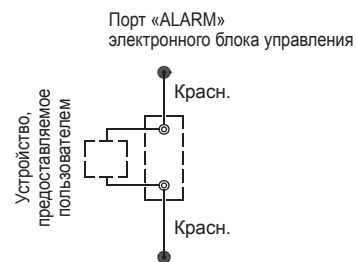 Порт «ALARM»
электронного блока управления
Красн.
Устройство,
предоставляемое
пользователем
Красн.